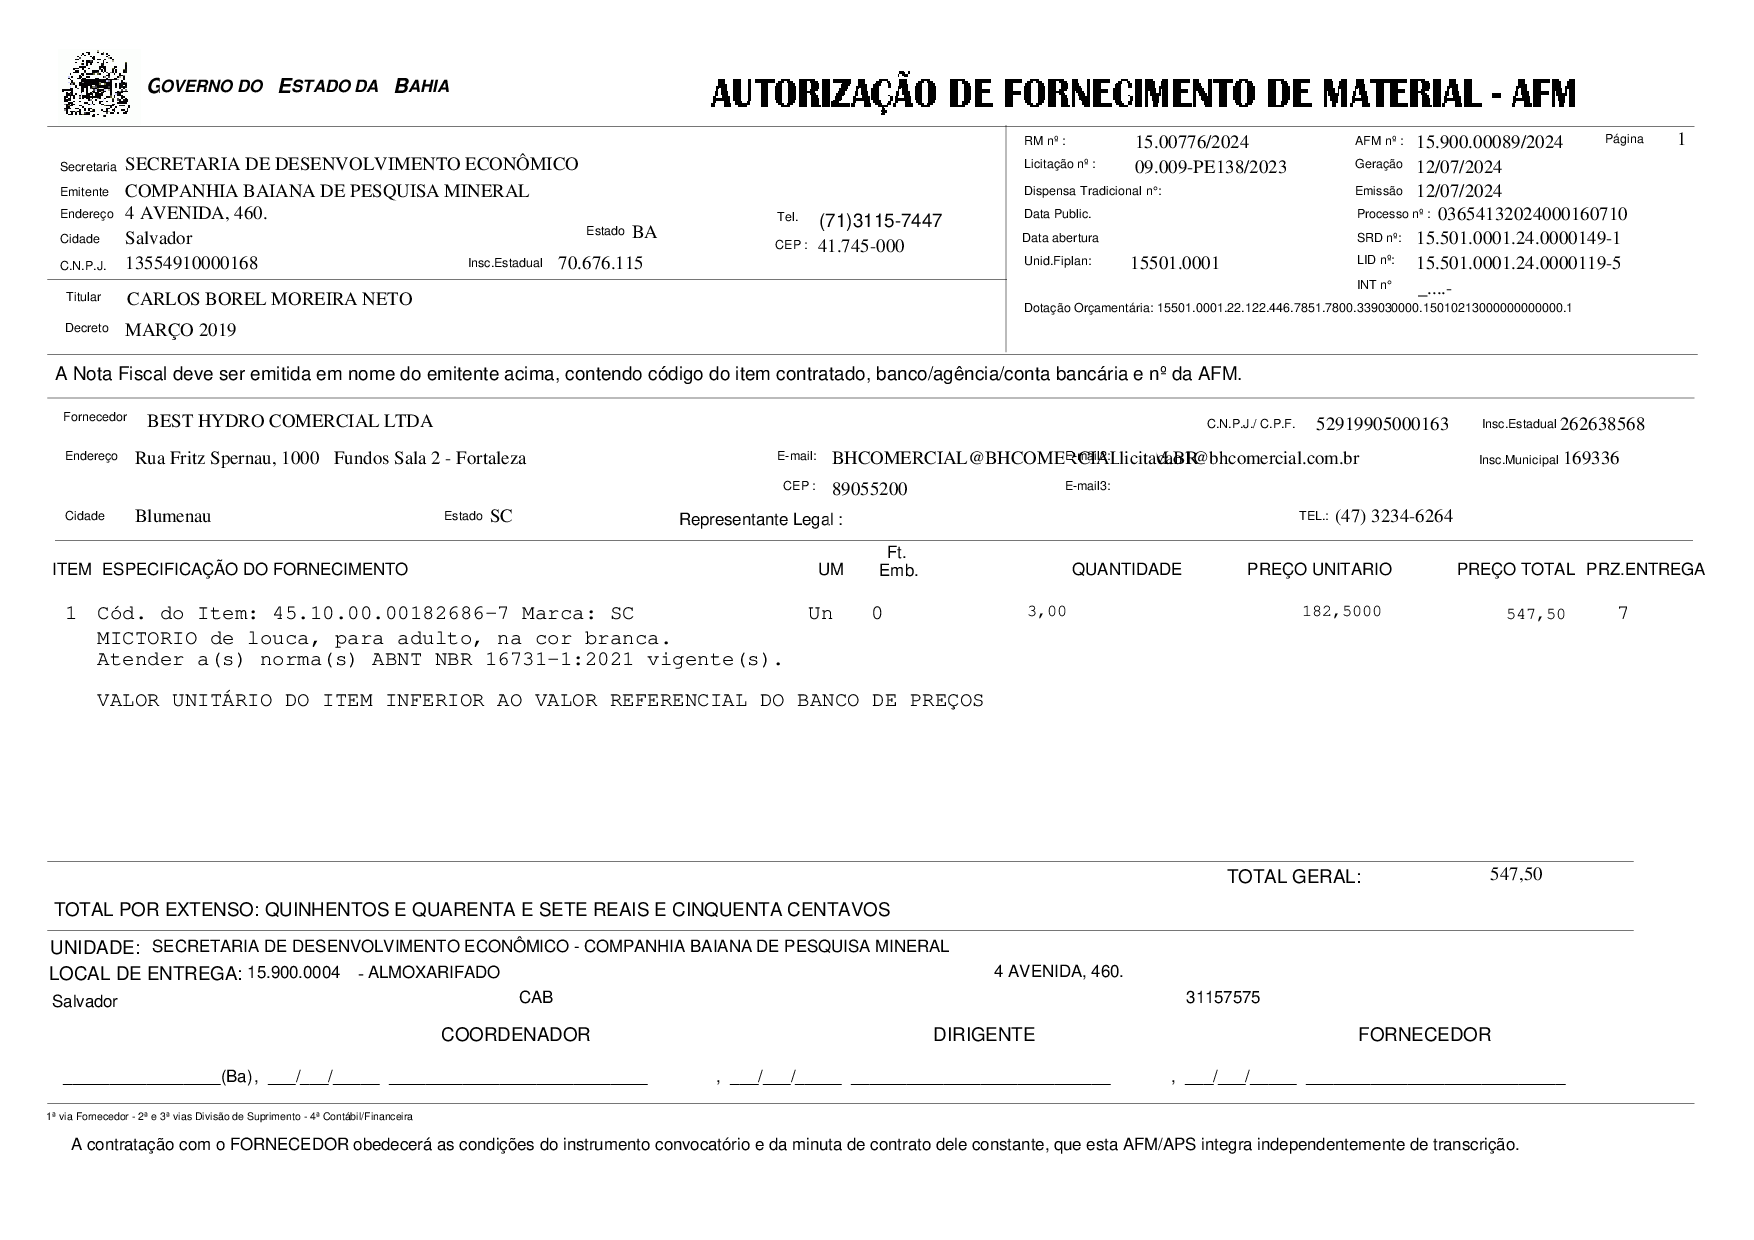 GOVERNO DO ESTADO DA BAHIA
AUTORIZAÇÃO DE FORNECIMENTO DE MATERIAL - AFM
Secretaria SECRETARIA DE DESENVOLVIMENTO ECONÔMICO
Emitente COMPANHIA BAIANA DE PESQUISA MINERAL
Endereço 4 AVENIDA, 460.
Cidade Salvador Estado BA
Tel. (71)3115-7447
CEP : 41.745-000
C.N.P.J. 13554910000168 Insc.Estadual 70.676.115
Titular CARLOS BOREL MOREIRA NETO
Decreto MARÇO 2019
RM nº : 15.00776/2024 AFM nº : 15.900.00089/2024 Página 1
Licitação nº : 09.009-PE138/2023 Geração 12/07/2024
Dispensa Tradicional n°: Emissão 12/07/2024
Data Public. Processo nº : 03654132024000160710
Data abertura SRD nº: 15.501.0001.24.0000149-1
Unid.Fiplan: 15501.0001 LID nº: 15.501.0001.24.0000119-5
INT n° _....-
Dotação Orçamentária: 15501.0001.22.122.446.7851.7800.339030000.15010213000000000000.1
A Nota Fiscal deve ser emitida em nome do emitente acima, contendo código do item contratado, banco/agência/conta bancária e nº da AFM.
Fornecedor BEST HYDRO COMERCIAL LTDA C.N.P.J./ C.P.F. 52919905000163 Insc.Estadual 262638568
Endereço Rua Fritz Spernau, 1000 Fundos Sala 2 - Fortaleza E-mail: Insc.Municipal 169336
CEP : 89055200 E-mail3:
Cidade Blumenau Estado SC Representante Legal : TEL.: (47) 3234-6264
ITEM ESPECIFICAÇÃO DO FORNECIMENTO UM Ft. Emb. QUANTIDADE PREÇO UNITARIO PREÇO TOTAL PRZ.ENTREGA
1 Cód. do Item: 45.10.00.00182686-7 Marca: SC Un 0 3,00 182,5000 547,50 7
MICTORIO de louca, para adulto, na cor branca.
Atender a(s) norma(s) ABNT NBR 16731-1:2021 vigente(s).
VALOR UNITÁRIO DO ITEM INFERIOR AO VALOR REFERENCIAL DO BANCO DE PREÇOS
TOTAL GERAL: 547,50
TOTAL POR EXTENSO: QUINHENTOS E QUARENTA E SETE REAIS E CINQUENTA CENTAVOS
UNIDADE: SECRETARIA DE DESENVOLVIMENTO ECONÔMICO - COMPANHIA BAIANA DE PESQUISA MINERAL
LOCAL DE ENTREGA: 15.900.0004 - ALMOXARIFADO 4 AVENIDA, 460.
Salvador CAB 31157575
COORDENADOR DIRIGENTE FORNECEDOR
_________________(Ba), ___/___/_____ ____________________________ , ___/___/_____ ____________________________ , ___/___/_____ ____________________________
1ª via Fornecedor - 2ª e 3ª vias Divisão de Suprimento - 4ª Contábil/Financeira
A contratação com o FORNECEDOR obedecerá as condições do instrumento convocatório e da minuta de contrato dele constante, que esta AFM/APS integra independentemente de transcrição.